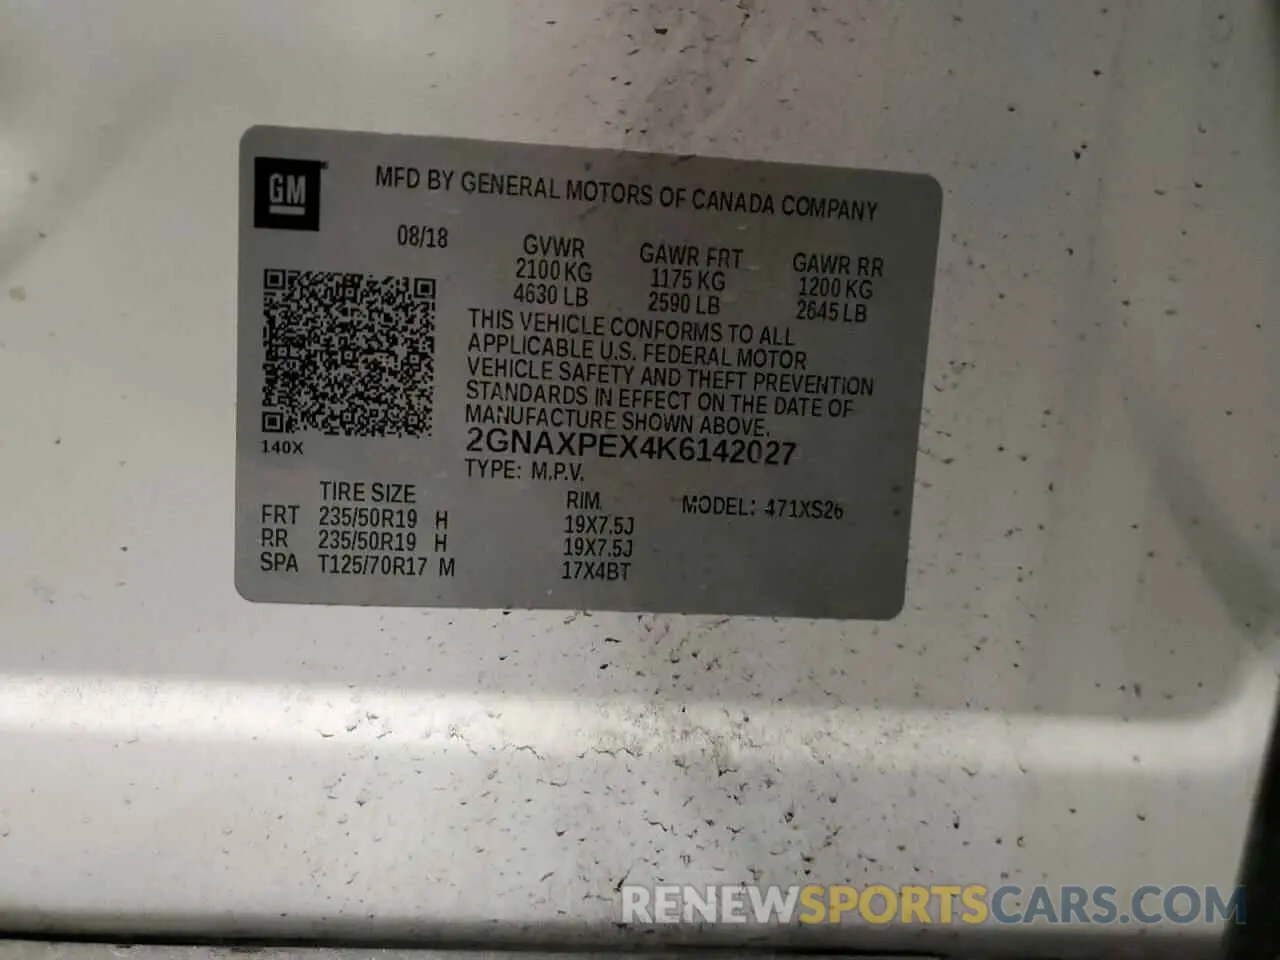 GM
MFD BY GENERAL MOTORS OF CANADA COMPANY
08/18
GVWR GAWR FRT GAWR RR
2100 KG 1175 KG 1200 KG
4630 LB 2590 LB 2645 LB
THIS VEHICLE CONFORMS TO ALL
APPLICABLE U.S. FEDERAL MOTOR
VEHICLE SAFETY AND THEFT PREVENTION
STANDARDS IN EFFECT ON THE DATE OF
MANUFACTURE SHOWN ABOVE.
140X
2GNAXPEX4K6142027
TYPE: M.P.V.
TIRE SIZE RIM MODEL: 471XS26
FRT 235/50R19 H 19X7.5J
RR 235/50R19 H 19X7.5J
SPA T125/70R17 M 17X4BT
RENEWSPORTSCARS.COM